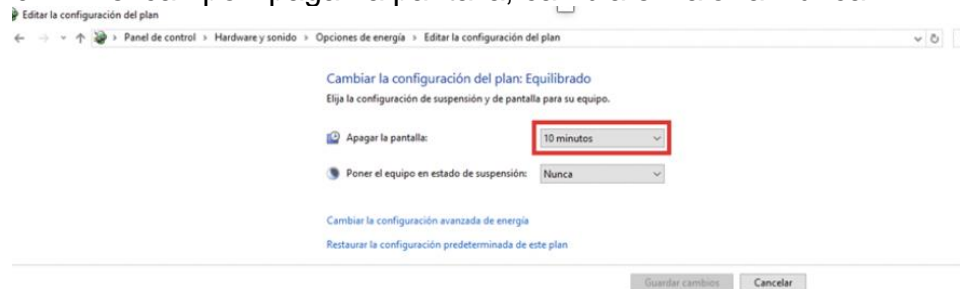 Editar la configuración del plan
Panel de control > Hardware y sonido > Opciones de energía > Editar la configuración del plan
Cambiar la configuración del plan: Equilibrado
Elija la configuración de suspensión y de pantalla para su equipo.
Apagar la pantalla: 10 minutos
Poner el equipo en estado de suspensión: Nunca
Cambiar la configuración avanzada de energía
Restaurar la configuración predeterminada de este plan
Guardar cambios Cancelar